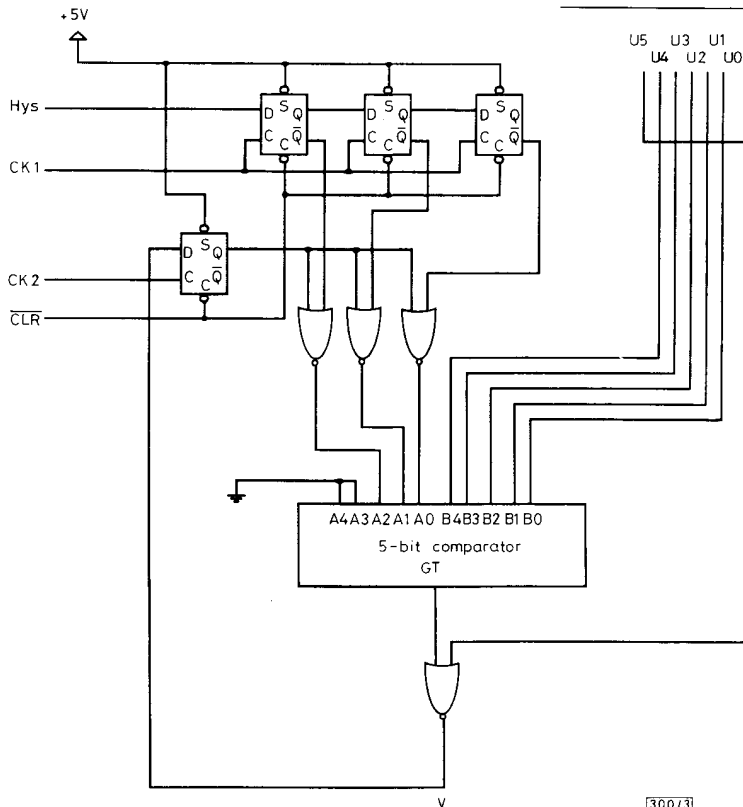 +5V
U5 U3 U1
U4 U2 U0
Hys
D S Q
C C Q̅
D S Q
C C Q̅
D S Q
C C Q̅
CK1
D S Q
C C Q̅
CK2
C̅L̅R̅
A4 A3 A2 A1 A0 B4 B3 B2 B1 B0
5-bit comparator
GT
V
300/3